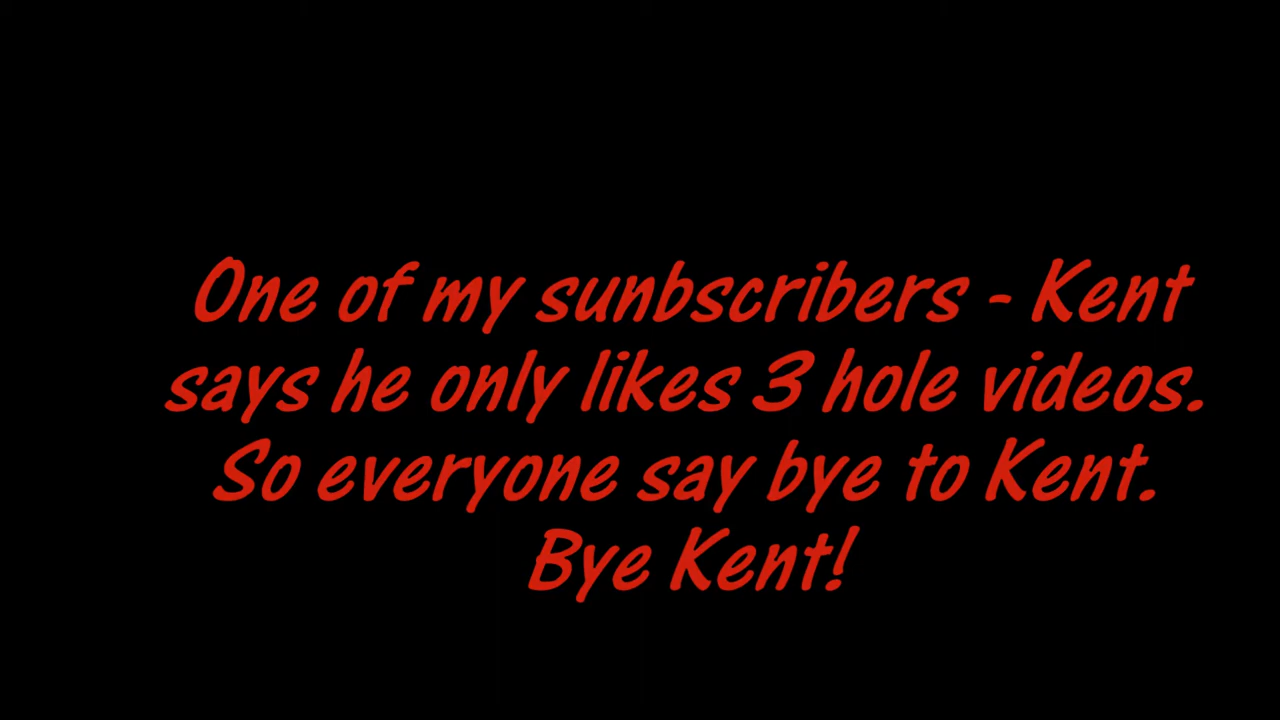 One of my sunbscribers - Kent
says he only likes 3 hole videos.
So everyone say bye to Kent.
Bye Kent!